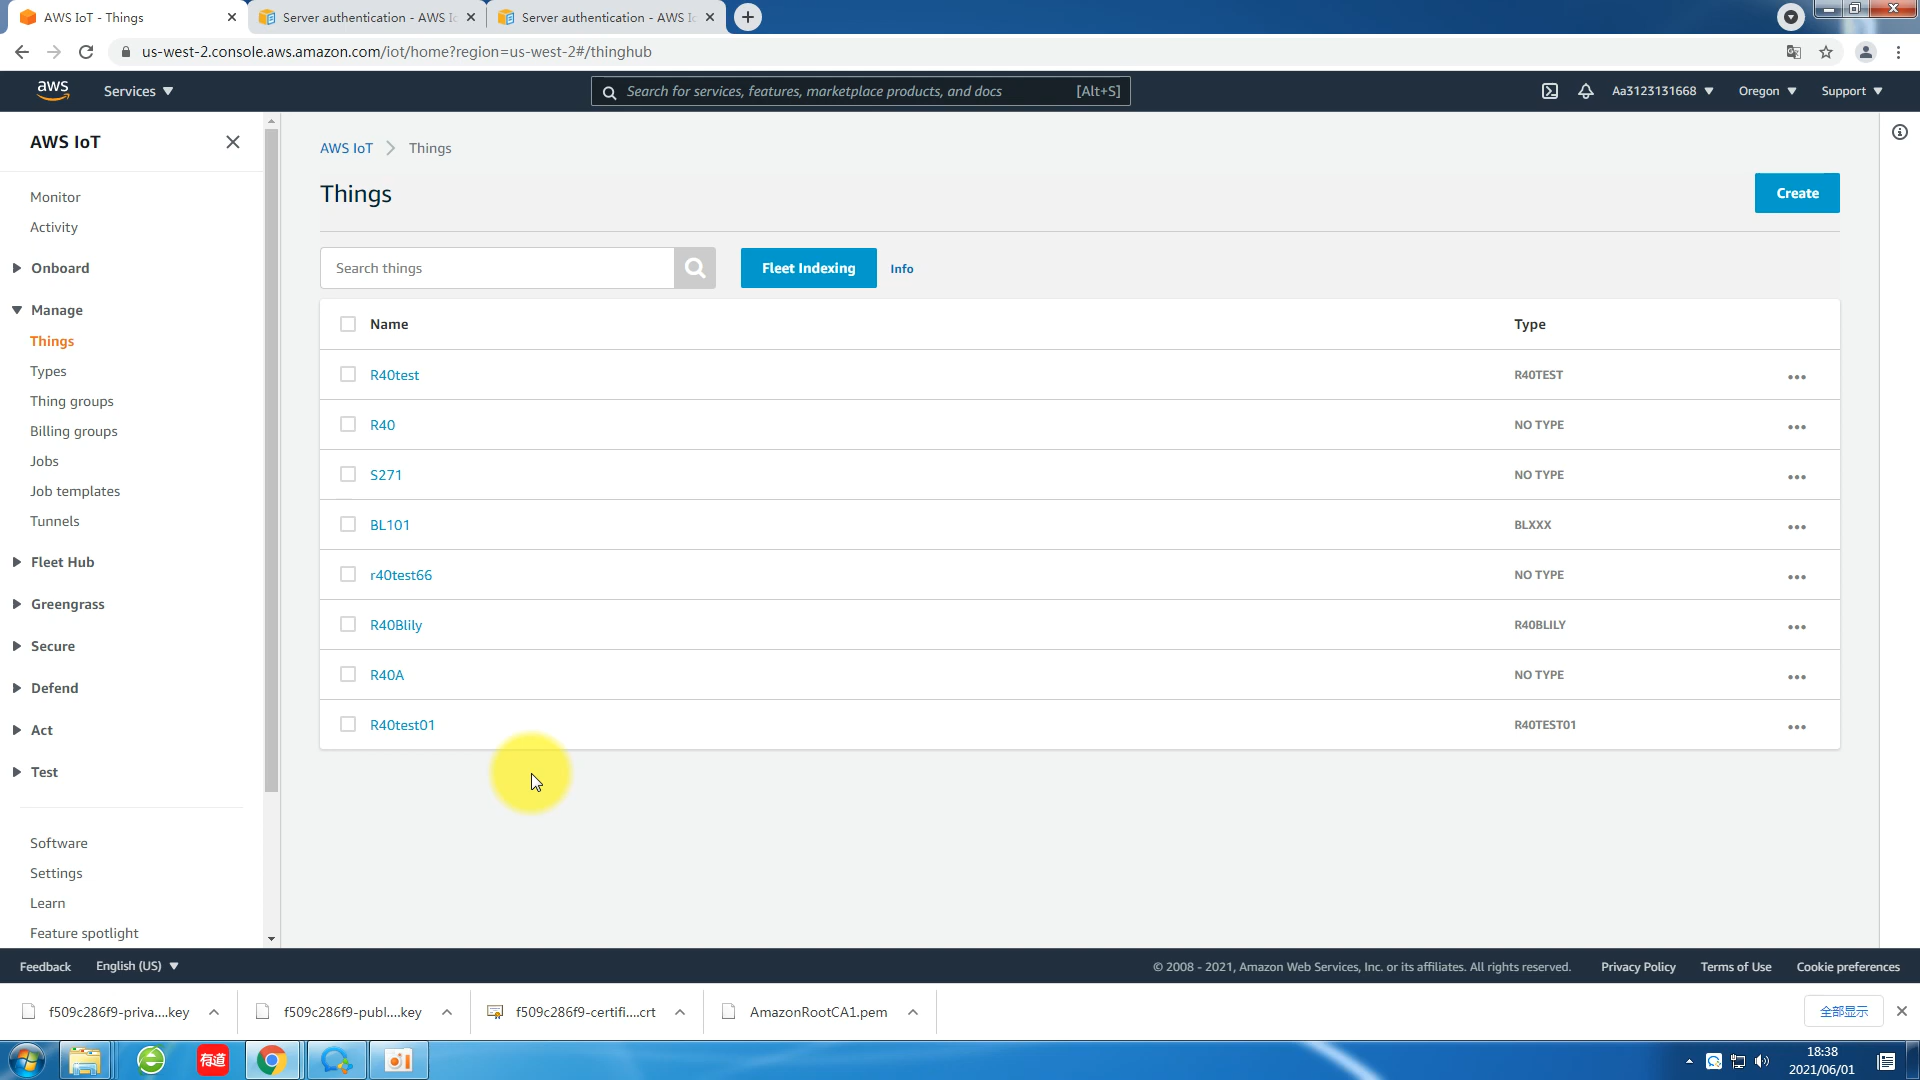 AWS IoT - Things
Server authentication - AWS Io
Server authentication - AWS Io
us-west-2.console.aws.amazon.com/iot/home?region=us-west-2#/thinghub
aws
Services
Search for services, features, marketplace products, and docs
[Alt+S]
Aa3123131668
Oregon
Support
AWS IoT
Monitor
Activity
Onboard
Manage
Things
Types
Thing groups
Billing groups
Jobs
Job templates
Tunnels
Fleet Hub
Greengrass
Secure
Defend
Act
Test
Software
Settings
Learn
Feature spotlight
AWS IoT > Things
Things
Create
Search things
Fleet Indexing
Info
Name Type
R40test R40TEST
R40 NO TYPE
S271 NO TYPE
BL101 BLXXX
r40test66 NO TYPE
R40Blily R40BLILY
R40A NO TYPE
R40test01 R40TEST01
Feedback
English (US)
© 2008 - 2021, Amazon Web Services, Inc. or its affiliates. All rights reserved.
Privacy Policy
Terms of Use
Cookie preferences
f509c286f9-priva....key
f509c286f9-publ....key
f509c286f9-certifi....crt
AmazonRootCA1.pem
全部显示
有道
18:38
2021/06/01